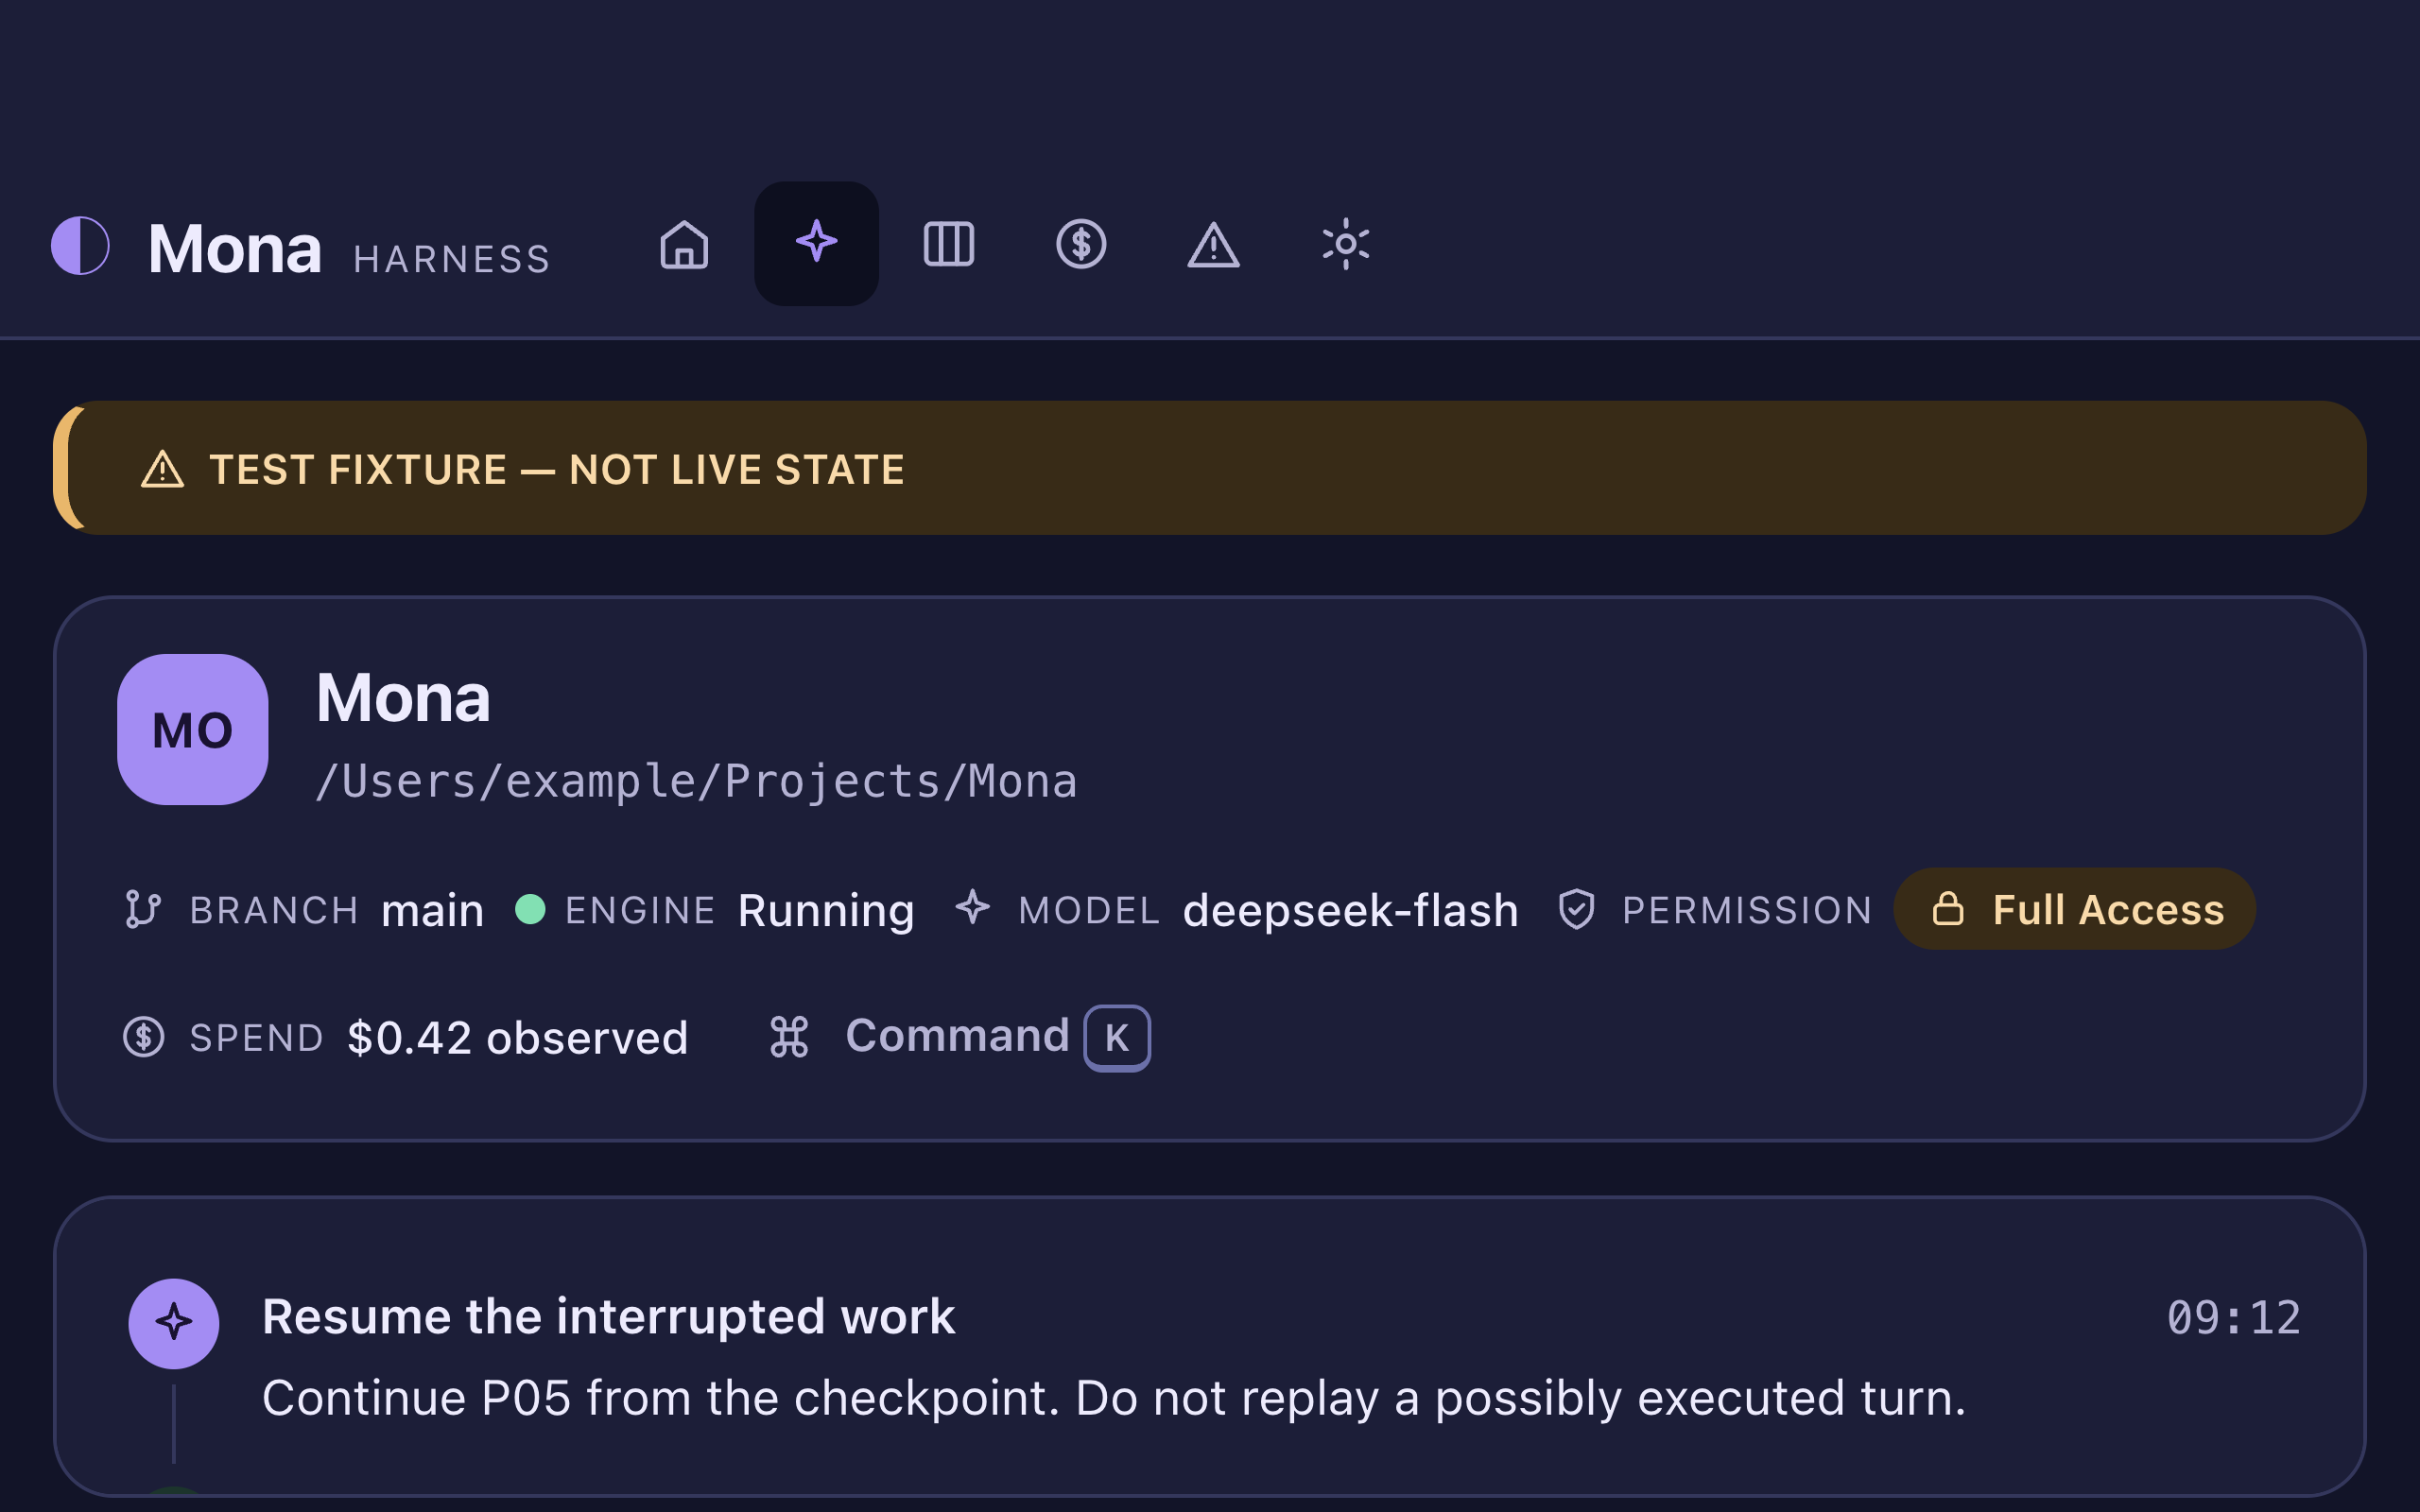 Mona HARNESS
TEST FIXTURE — NOT LIVE STATE
MO
Mona
/Users/example/Projects/Mona
BRANCH main ENGINE Running MODEL deepseek-flash PERMISSION Full Access
SPEND $0.42 observed ⌘ Command K
Resume the interrupted work 09:12
Continue P05 from the checkpoint. Do not replay a possibly executed turn.